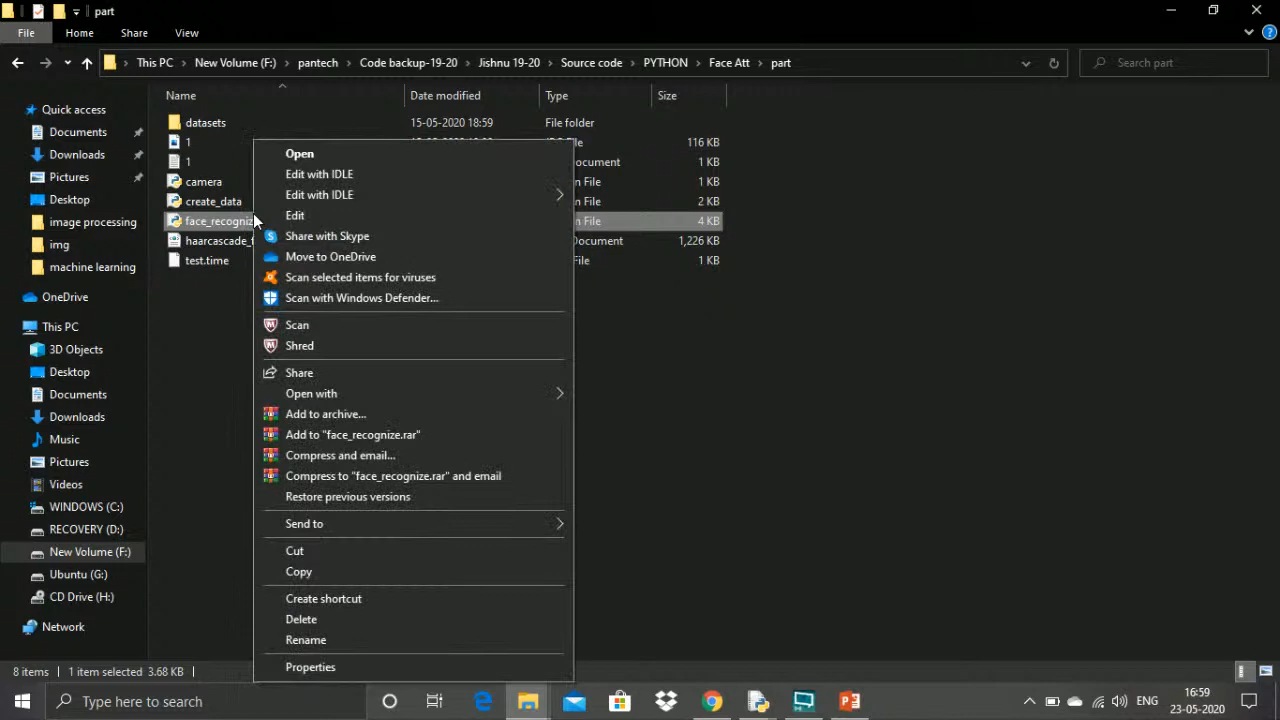 part
File Home Share View
This PC New Volume (F:) pantech Code backup-19-20 Jishnu 19-20 Source code PYTHON Face Att part
Search part
Name Date modified Type Size
Quick access
Documents
Downloads
Pictures
Desktop
image processing
img
machine learning
OneDrive
This PC
3D Objects
Desktop
Documents
Downloads
Music
Pictures
Videos
WINDOWS (C:)
RECOVERY (D:)
New Volume (F:)
Ubuntu (G:)
CD Drive (H:)
Network
datasets 15-05-2020 18:59 File folder
1 File 116 KB
1 ocument
camera n File 1 KB
create_data n File 2 KB
face_recogniz n File 4 KB
haarcascade_f ocument 1,226 KB
test.time File 1 KB
Open
Edit with IDLE
Edit with IDLE
Edit
Share with Skype
Move to OneDrive
Scan selected items for viruses
Scan with Windows Defender...
Scan
Shred
Share
Open with
Add to archive...
Add to "face_recognize.rar"
Compress and email...
Compress to "face_recognize.rar" and email
Restore previous versions
Send to
Cut
Copy
Create shortcut
Delete
Rename
Properties
8 items 1 item selected 3.68 KB
Type here to search
ENG
16:59
23-05-2020